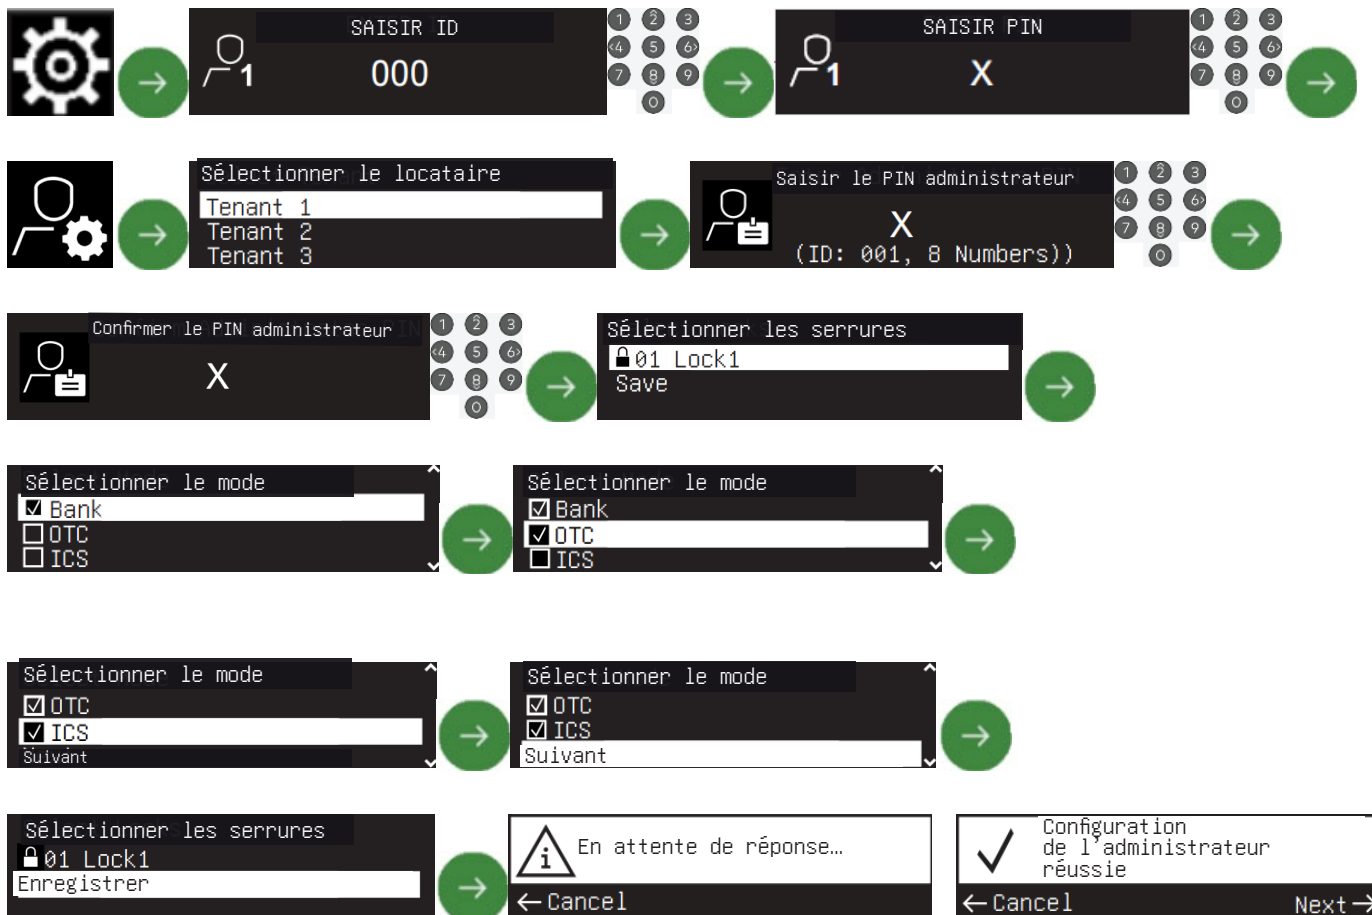 SAISIR ID
1 000
1 2 3
4 5 6
7 8 9
0
SAISIR PIN
1 X
1 2 3
4 5 6
7 8 9
0
Sélectionner le locataire
Tenant 1
Tenant 2
Tenant 3
Saisir le PIN administrateur
X
(ID: 001, 8 Numbers))
1 2 3
4 5 6
7 8 9
0
Confirmer le PIN administrateur
X
1 2 3
4 5 6
7 8 9
0
Sélectionner les serrures
01 Lock1
Save
Sélectionner le mode
Bank
OTC
ICS
Sélectionner le mode
Bank
OTC
ICS
Sélectionner le mode
OTC
ICS
Suivant
Sélectionner le mode
OTC
ICS
Suivant
Sélectionner les serrures
01 Lock1
Enregistrer
En attente de réponse…
←Cancel
Configuration
de l'administrateur
réussie
←Cancel Next→